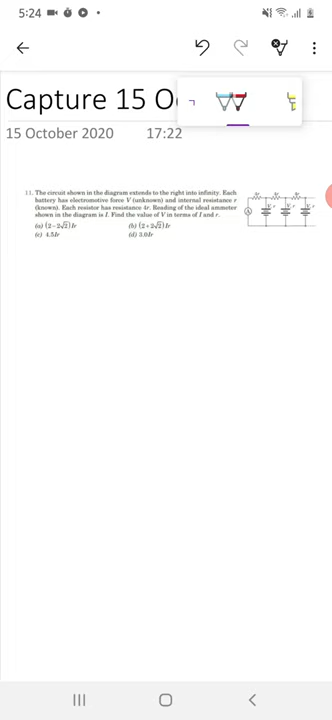 5:24
Capture 15 O
15 October 2020 17:22
11. The circuit shown in the diagram extends to the right into infinity. Each
battery has electromotive force V (unknown) and internal resistance r
(known). Each resistor has resistance 4r. Reading of the ideal ammeter
shown in the diagram is I. Find the value of V in terms of I and r.
(a) (2−2√2)Ir (b) (2+2√2)Ir
(c) 4.5Ir (d) 3.0Ir
4r 4r 4r
A V, r V, r V, r